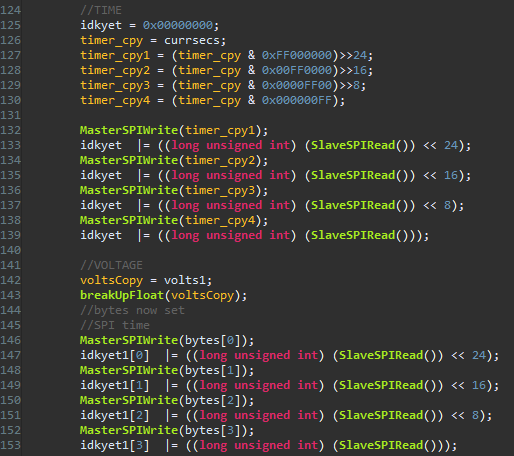 124 //TIME
125 idkyet = 0x00000000;
126 timer_cpy = currsecs;
127 timer_cpy1 = (timer_cpy & 0xFF000000)>>24;
128 timer_cpy2 = (timer_cpy & 0x00FF0000)>>16;
129 timer_cpy3 = (timer_cpy & 0x0000FF00)>>8;
130 timer_cpy4 = (timer_cpy & 0x000000FF);
131
132 MasterSPIWrite(timer_cpy1);
133 idkyet |= ((long unsigned int) (SlaveSPIRead()) << 24);
134 MasterSPIWrite(timer_cpy2);
135 idkyet |= ((long unsigned int) (SlaveSPIRead()) << 16);
136 MasterSPIWrite(timer_cpy3);
137 idkyet |= ((long unsigned int) (SlaveSPIRead()) << 8);
138 MasterSPIWrite(timer_cpy4);
139 idkyet |= ((long unsigned int) (SlaveSPIRead()));
140
141 //VOLTAGE
142 voltsCopy = volts1;
143 breakUpFloat(voltsCopy);
144 //bytes now set
145 //SPI time
146 MasterSPIWrite(bytes[0]);
147 idkyet1[0] |= ((long unsigned int) (SlaveSPIRead()) << 24);
148 MasterSPIWrite(bytes[1]);
149 idkyet1[1] |= ((long unsigned int) (SlaveSPIRead()) << 16);
150 MasterSPIWrite(bytes[2]);
151 idkyet1[2] |= ((long unsigned int) (SlaveSPIRead()) << 8);
152 MasterSPIWrite(bytes[3]);
153 idkyet1[3] |= ((long unsigned int) (SlaveSPIRead()));